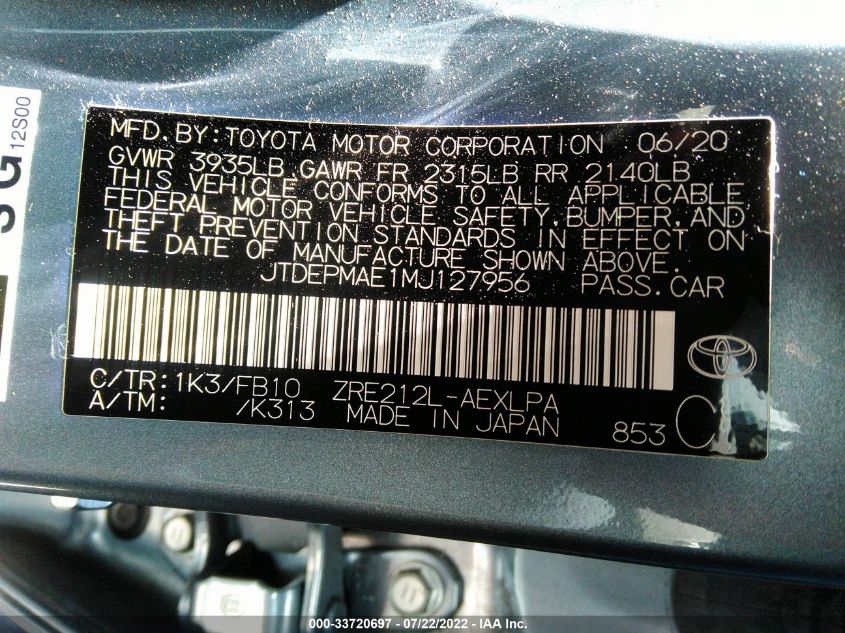 MFD. BY: TOYOTA MOTOR CORPORATION 06/20
GVWR 3935LB GAWR FR 2315LB RR 2140LB
THIS VEHICLE CONFORMS TO ALL APPLICABLE
FEDERAL MOTOR VEHICLE SAFETY, BUMPER, AND
THEFT PREVENTION STANDARDS IN EFFECT ON
THE DATE OF MANUFACTURE SHOWN ABOVE.
JTDEPMAE1MJ127956 PASS. CAR
C/TR: 1K3/FB10 ZRE212L-AEXLPA
A/TM: /K313 MADE IN JAPAN 853 C
12S00
000-33720697 - 07/22/2022 - IAA Inc.